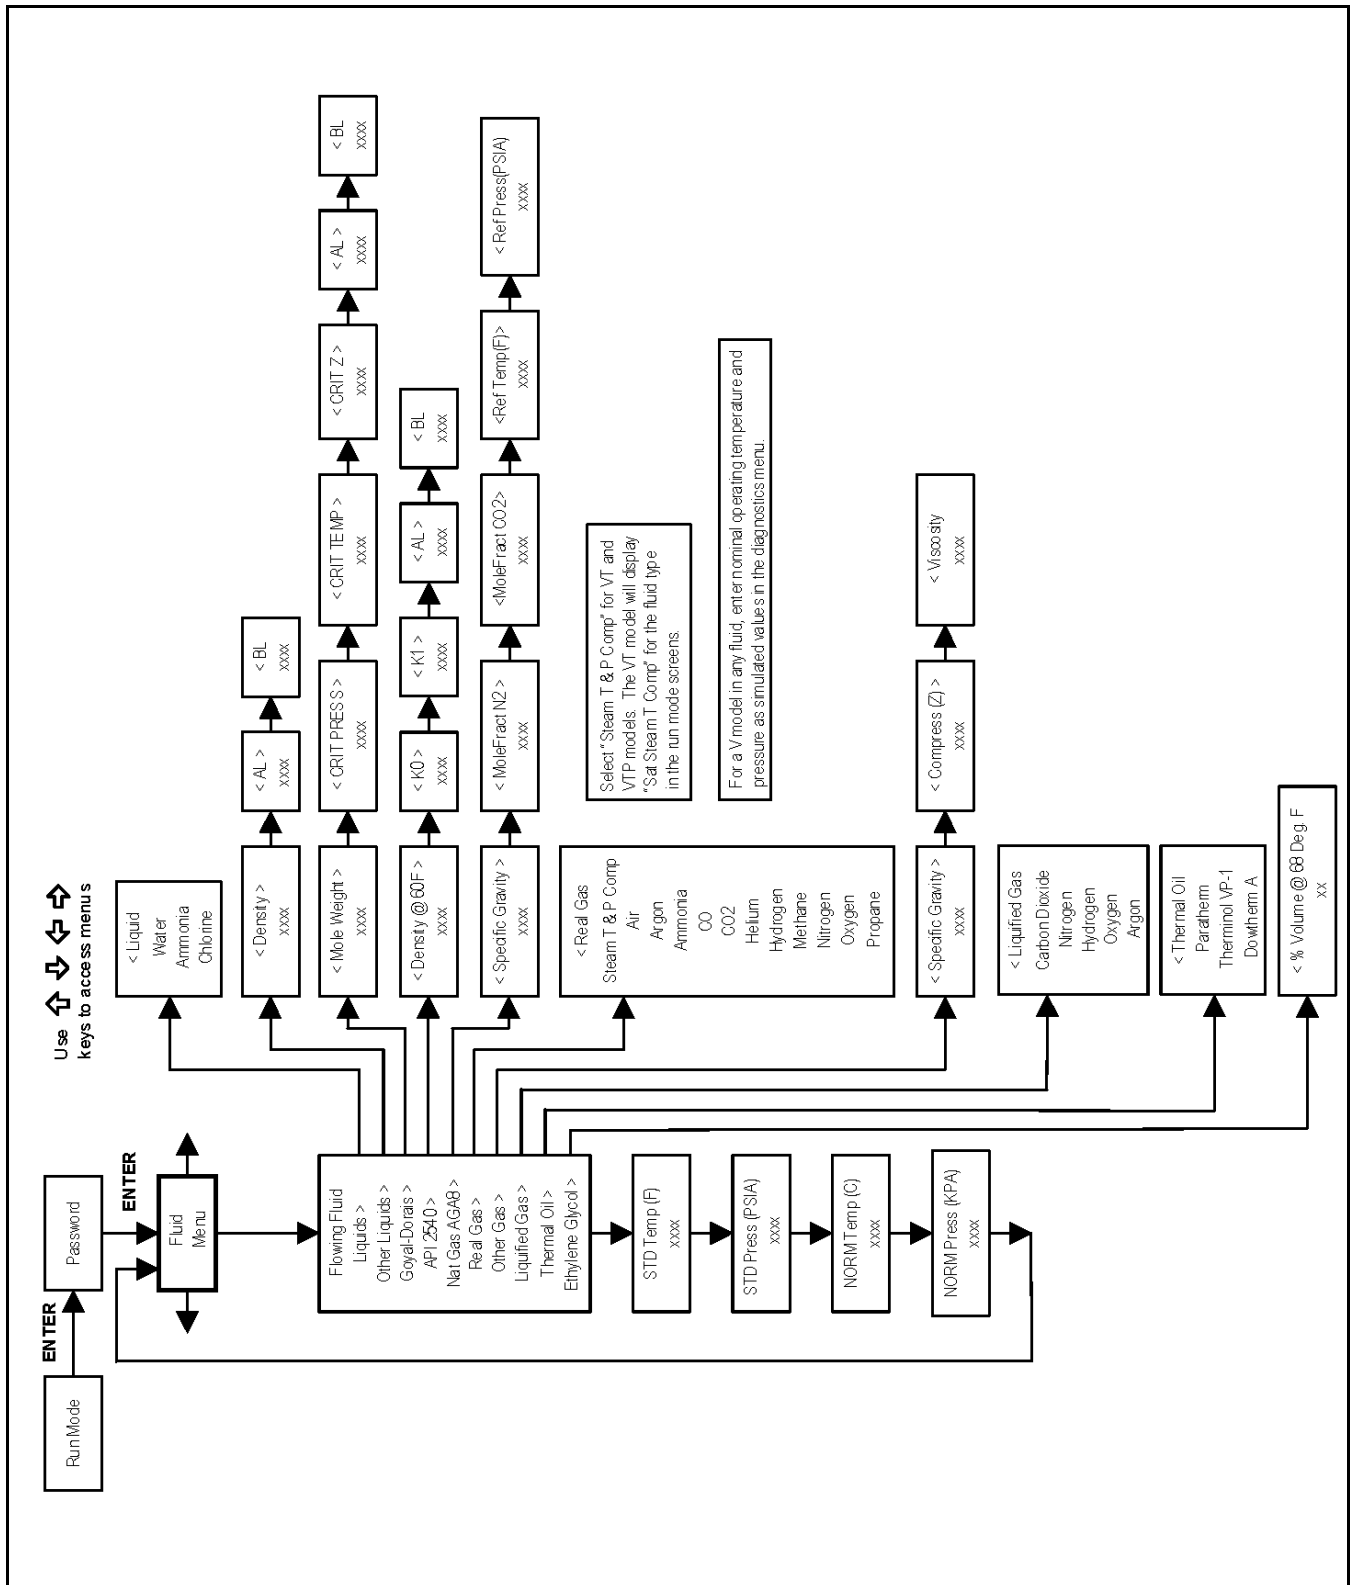 Use
keys to access menus
Run Mode
ENTER
Password
ENTER
Fluid
Menu
Flowing Fluid
Liquids >
Other Liquids >
Goyal-Dorais >
API 2540 >
Nat Gas AGA8 >
Real Gas >
Other Gas >
Liquified Gas >
Thermal Oil >
Ethylene Glycol >
STD Temp (F)
xxxx
STD Press (PSIA)
xxxx
NORM Temp (C)
xxxx
NORM Press (KPA)
xxxx
< Liquid
Water
Ammonia
Chlorine
< Density >
xxxx
< AL >
xxxx
< BL
xxxx
< Mole Weight >
xxxx
< CRIT PRESS >
xxxx
< CRIT TEMP >
xxxx
< CRIT Z >
xxxx
< AL >
xxxx
< BL
xxxx
< Density @ 60F >
xxxx
< K0 >
xxxx
< K1 >
xxxx
< AL >
xxxx
< BL
xxxx
< Specific Gravity >
xxxx
< MoleFract N2 >
xxxx
<MoleFract CO2>
xxxx
<Ref Temp(F)>
xxxx
< Ref Press(PSIA)
xxxx
< Real Gas
Steam T & P Comp
Air
Argon
Ammonia
CO
CO2
Helium
Hydrogen
Methane
Nitrogen
Oxygen
Propane
Select "Steam T & P Comp" for VT and
VTP models. The VT model will display
"Sat Steam T Comp" for the fluid type
in the run mode screens.
For a V model in any fluid, enter nominal operating temperature and
pressure as simulated values in the diagnostics menu.
< Specific Gravity >
xxxx
< Compress (Z) >
xxxx
< Viscosity
xxxx
< Liquified Gas
Carbon Dioxide
Nitrogen
Hydrogen
Oxygen
Argon
< Thermal Oil
Paratherm
Therminol VP-1
Dowtherm A
< % Volume @ 68 Deg. F
xx